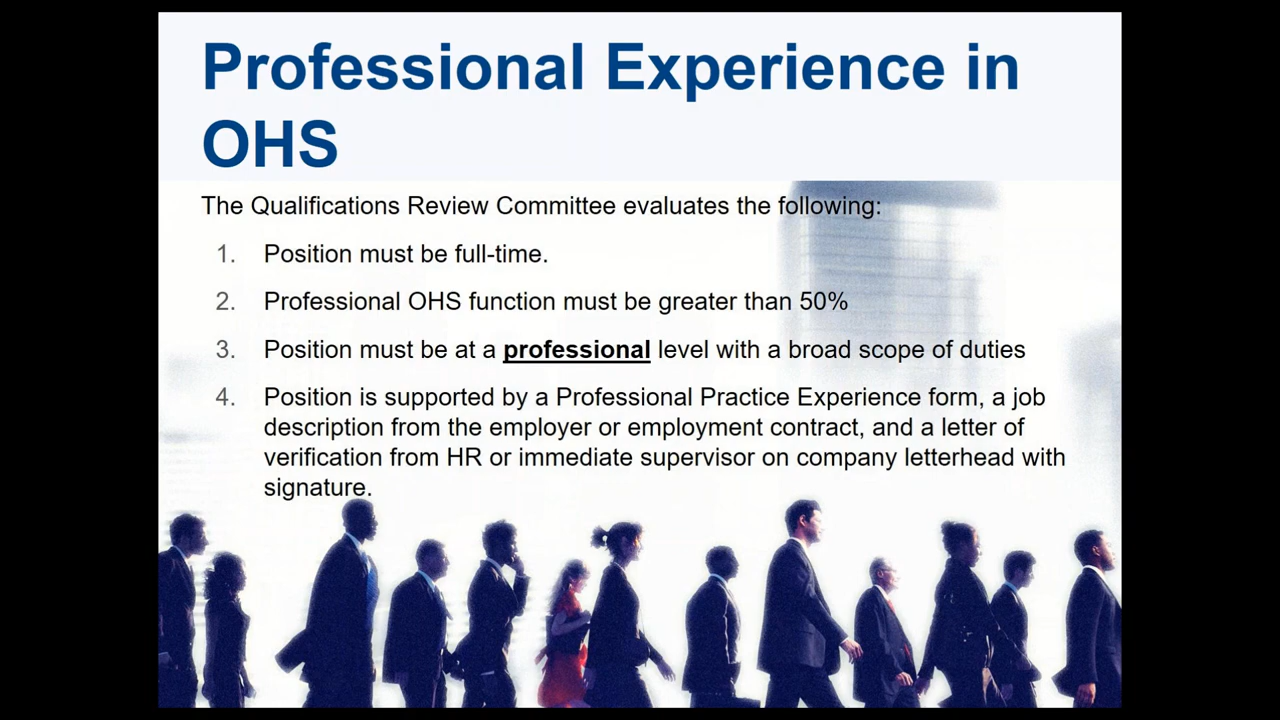 Professional Experience in
OHS
The Qualifications Review Committee evaluates the following:
1. Position must be full-time.
2. Professional OHS function must be greater than 50%
3. Position must be at a professional level with a broad scope of duties
4. Position is supported by a Professional Practice Experience form, a job
description from the employer or employment contract, and a letter of
verification from HR or immediate supervisor on company letterhead with
signature.